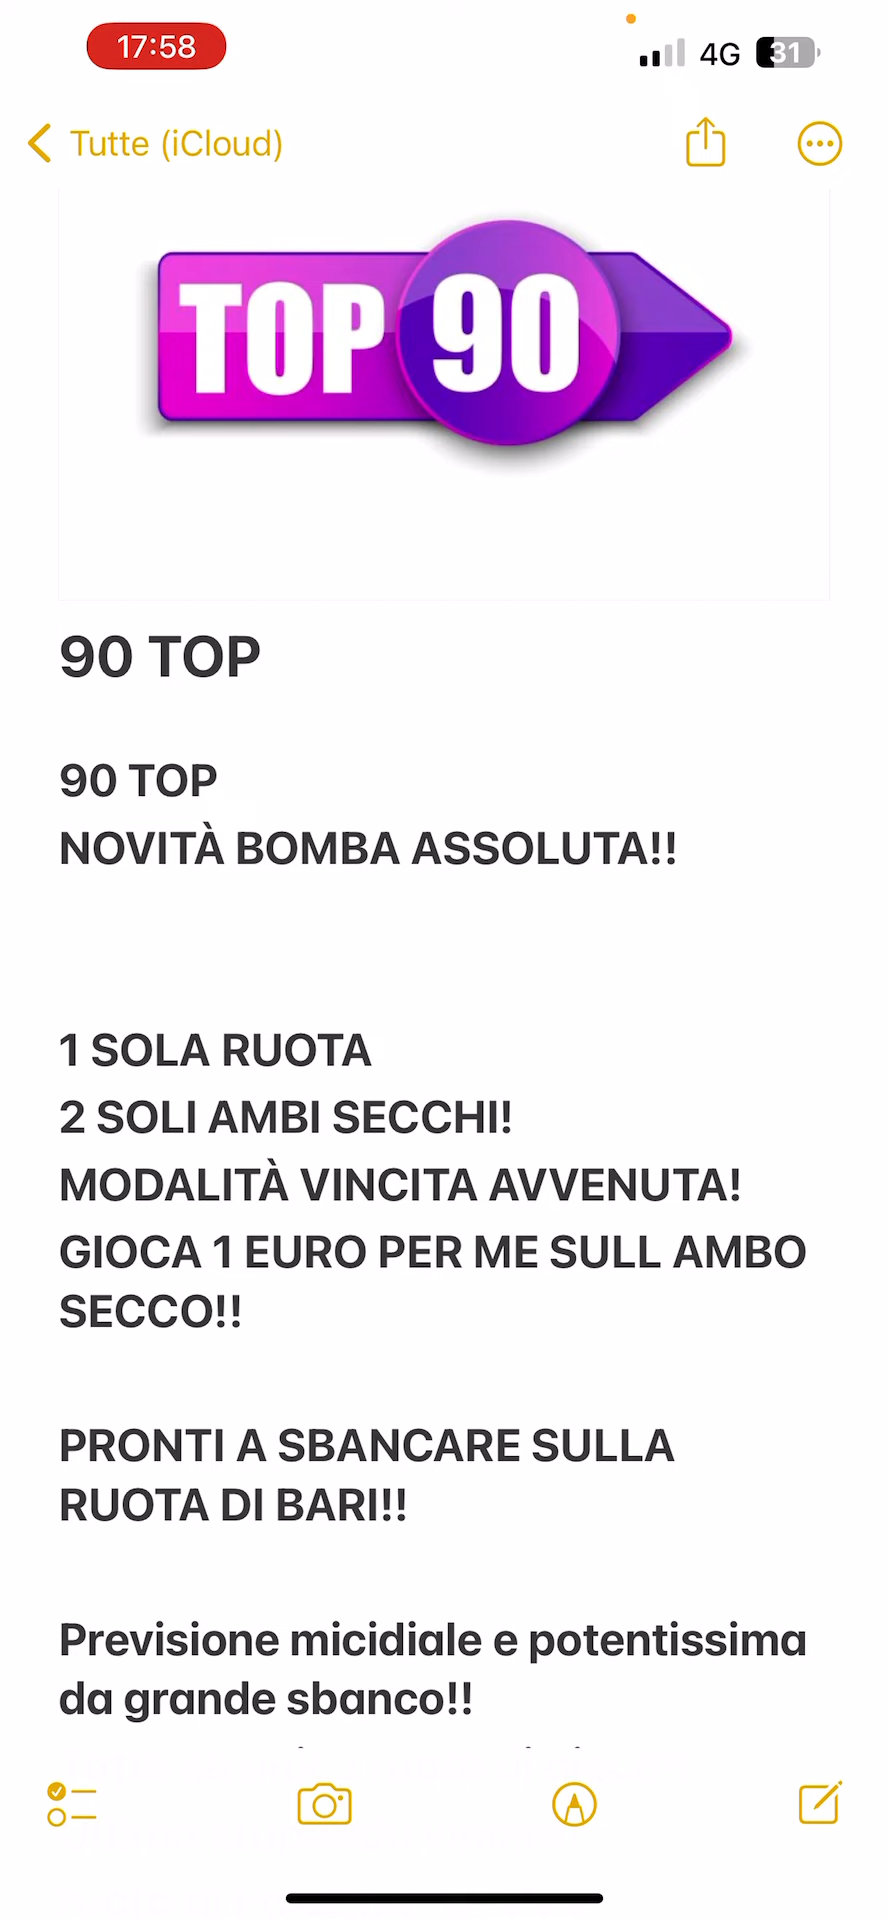 17:58
4G
31
Tutte (iCloud)
TOP 90
90 TOP
90 TOP
NOVITÀ BOMBA ASSOLUTA!!
1 SOLA RUOTA
2 SOLI AMBI SECCHI!
MODALITÀ VINCITA AVVENUTA!
GIOCA 1 EURO PER ME SULL AMBO
SECCO!!
PRONTI A SBANCARE SULLA
RUOTA DI BARI!!
Previsione micidiale e potentissima
da grande sbanco!!